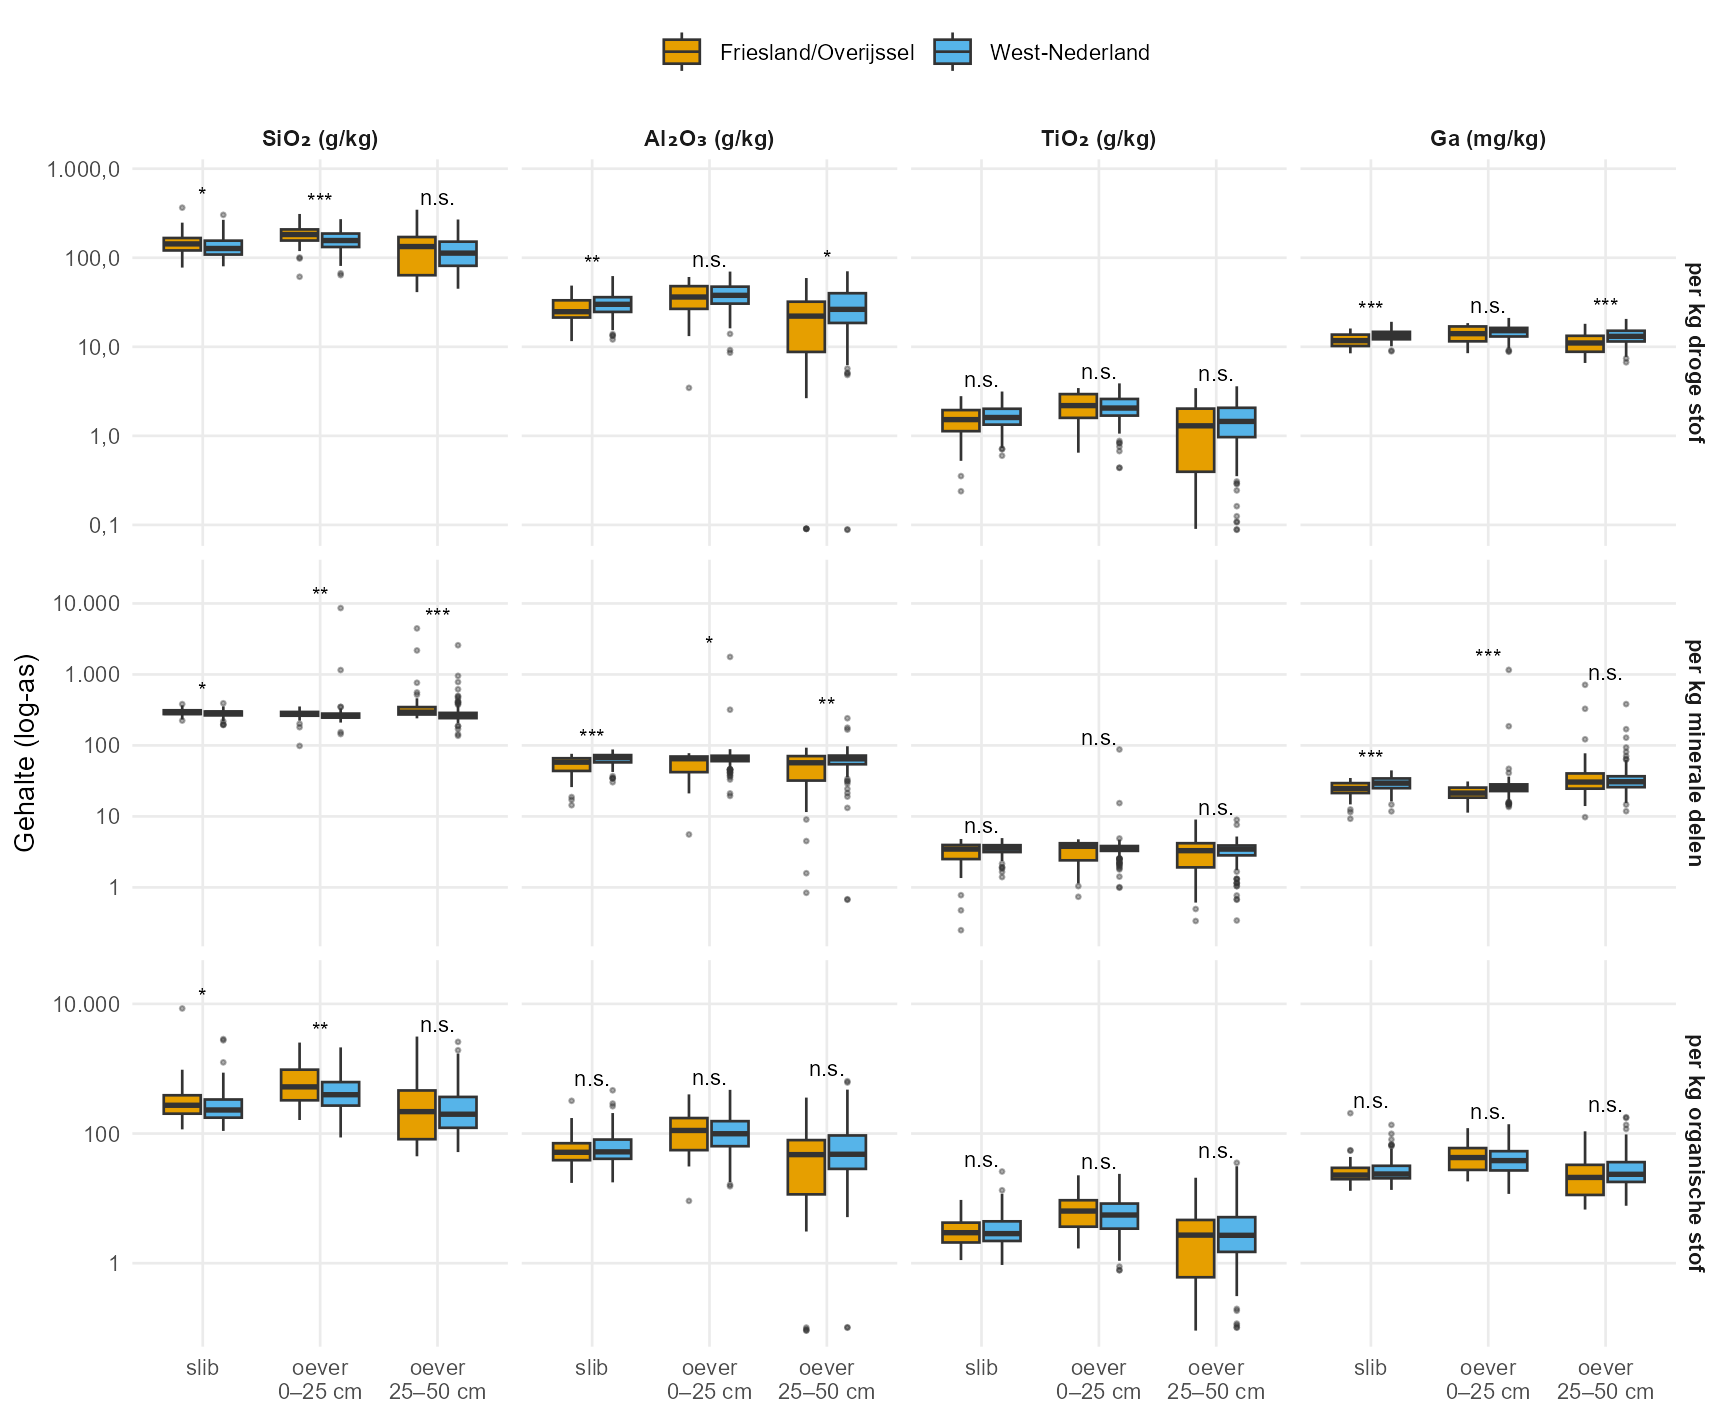 Friesland/Overijssel West-Nederland
SiO₂ (g/kg) Al₂O₃ (g/kg) TiO₂ (g/kg) Ga (mg/kg)
1.000,0
100,0
10,0
1,0
0,1
* *** n.s.
** n.s. *
n.s. n.s. n.s.
*** n.s. ***
per kg droge stof
Gehalte (log-as)
10.000
1.000
100
10
1
* ** ***
*** * **
n.s. n.s. n.s.
*** *** n.s.
per kg minerale delen
10.000
100
1
* ** n.s.
n.s. n.s. n.s.
n.s. n.s. n.s.
n.s. n.s. n.s.
per kg organische stof
slib oever oever slib oever oever slib oever oever slib oever oever
0–25 cm 25–50 cm 0–25 cm 25–50 cm 0–25 cm 25–50 cm 0–25 cm 25–50 cm